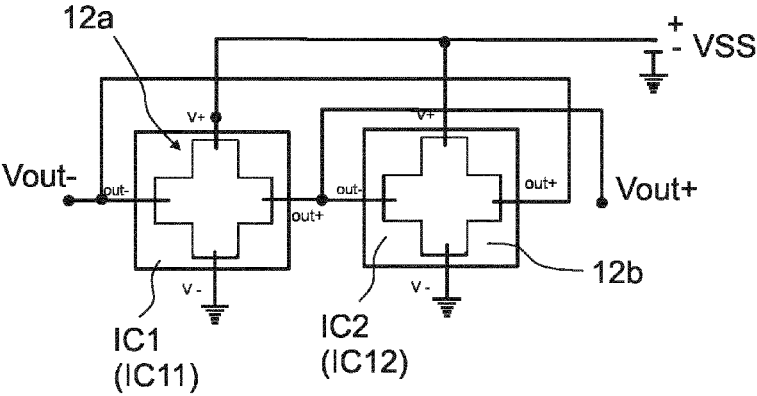 12a
+
- VSS
V+
V+
Vout-
out-
out+
out-
out+
Vout+
V -
V -
12b
IC1
(IC11)
IC2
(IC12)